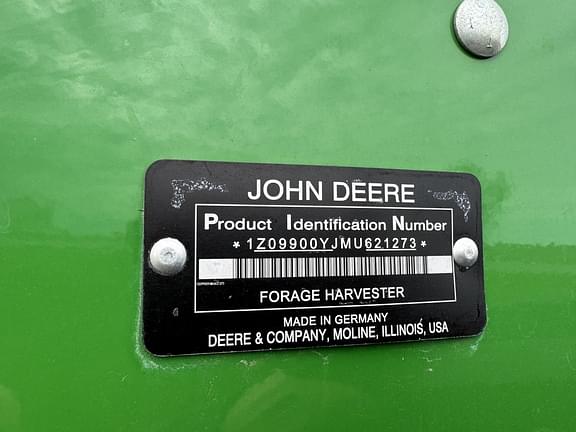 JOHN DEERE
Product Identification Number
*1Z09900YJMU621273*
FORAGE HARVESTER
MADE IN GERMANY
DEERE & COMPANY, MOLINE, ILLINOIS, USA